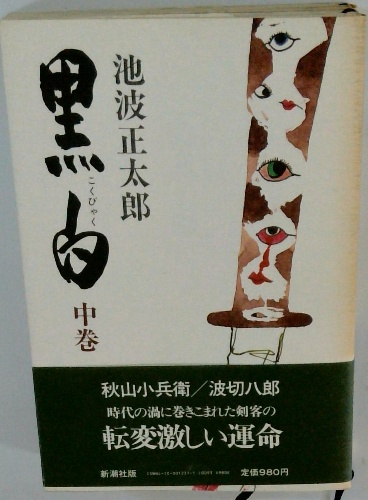 池波正太郎
黒白
こくびゃく
中巻
秋山小兵衛／波切八郎
時代の渦に巻きこまれた剣客の
転変激しい運命
新潮社版
定価980円